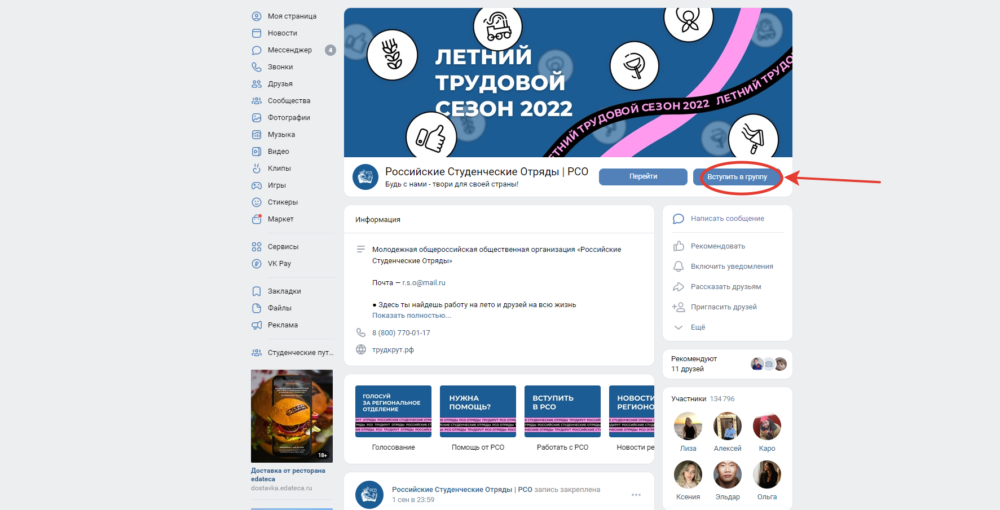 Моя страница
Новости
Мессенджер
4
Звонки
Друзья
Сообщества
Фотографии
Музыка
Видео
Клипы
Игры
Стикеры
Маркет
Сервисы
VK Pay
Закладки
Файлы
Реклама
Студенческие пут...
18+
Доставка от ресторана
edateca
dostavka.edateca.ru
ЛЕТНИЙ
ТРУДОВОЙ
СЕЗОН 2022
ЛЕТНИЙ ТРУДОВОЙ СЕЗОН 2022 ЛЕТНИЙ ТРУДО
РСО
Российские Студенческие Отряды | РСО
Будь с нами - твори для своей страны!
Перейти
Вступить в группу
Информация
Молодежная общероссийская общественная организация «Российские
Студенческие Отряды»
Почта — r.s.o@mail.ru
● Здесь ты найдешь работу на лето и друзей на всю жизнь
Показать полностью...
8 (800) 770-01-17
трудкрут.рф
ГОЛОСУЙ
ЗА РЕГИОНАЛЬНОЕ
ОТДЕЛЕНИЕ
Голосование
НУЖНА
ПОМОЩЬ?
Помощь от РСО
ВСТУПИТЬ
В РСО
Работать с РСО
НОВОСТИ
РЕГИОНО
Новости ре
РСО
Российские Студенческие Отряды | РСО запись закреплена
1 сен в 23:59
Написать сообщение
Рекомендовать
Включить уведомления
Рассказать друзьям
Пригласить друзей
Ещё
Рекомендуют
11 друзей
Участники 134 796
Лиза
Алексей
Каро
Ксения
Эльдар
Ольга